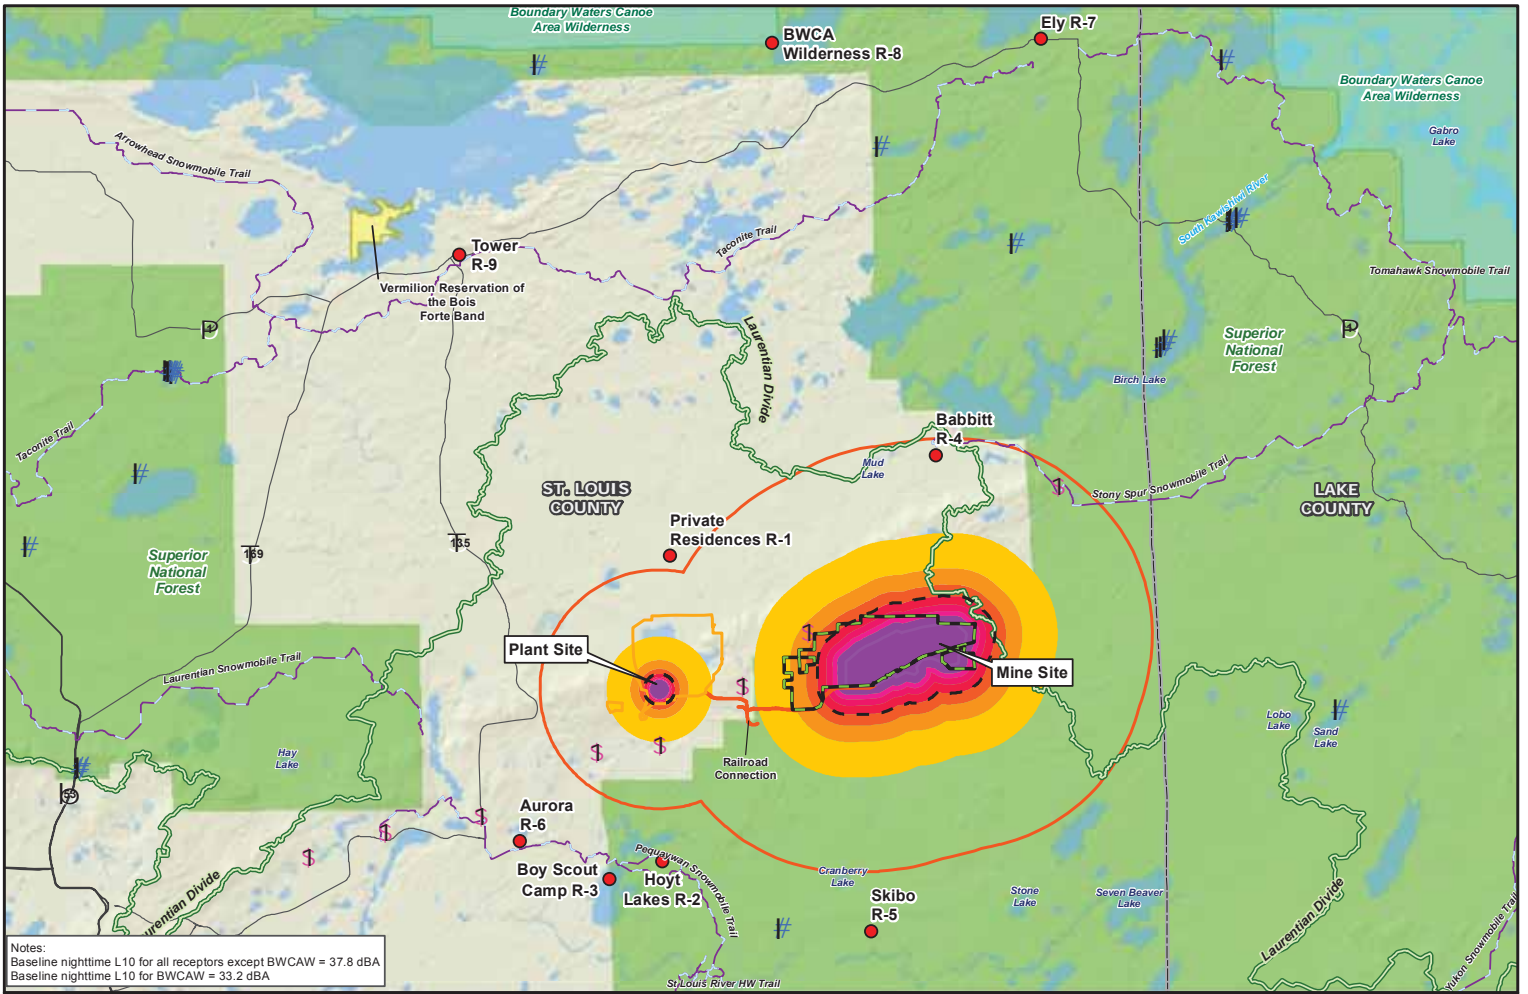 Boundary Waters Canoe
Area Wilderness
BWCA
Wilderness R-8
Ely R-7
Boundary Waters Canoe
Area Wilderness
Gabro
Lake
Arrowhead Snowmobile Trail
South Kawishiwi River
Taconite Trail
Tower
R-9
Tomahawk Snowmobile Trail
Vermilion Reservation of
the Bois
Forte Band
Laurentian Divide
Superior
National
Forest
Birch Lake
Taconite Trail
Babbitt
R-4
Mud
Lake
Stony Spur Snowmobile Trail
ST. LOUIS
COUNTY
LAKE
COUNTY
Private
Residences R-1
169
135
Superior
National
Forest
Plant Site
Mine Site
Laurentian Snowmobile Trail
Lobo
Lake
Sand
Lake
Hay
Lake
Railroad
Connection
53
Aurora
R-6
Pequaywan Snowmobile Trail
Boy Scout
Camp R-3
Hoyt
Lakes R-2
Cranberry
Lake
Skibo
R-5
Stone
Lake
Seven Beaver
Lake
Laurentian Divide
urentian Divide
Yukon Snowmobile Trail
St Louis River HW Trail
Notes:
Baseline nighttime L10 for all receptors except BWCAW = 37.8 dBA
Baseline nighttime L10 for BWCAW = 33.2 dBA